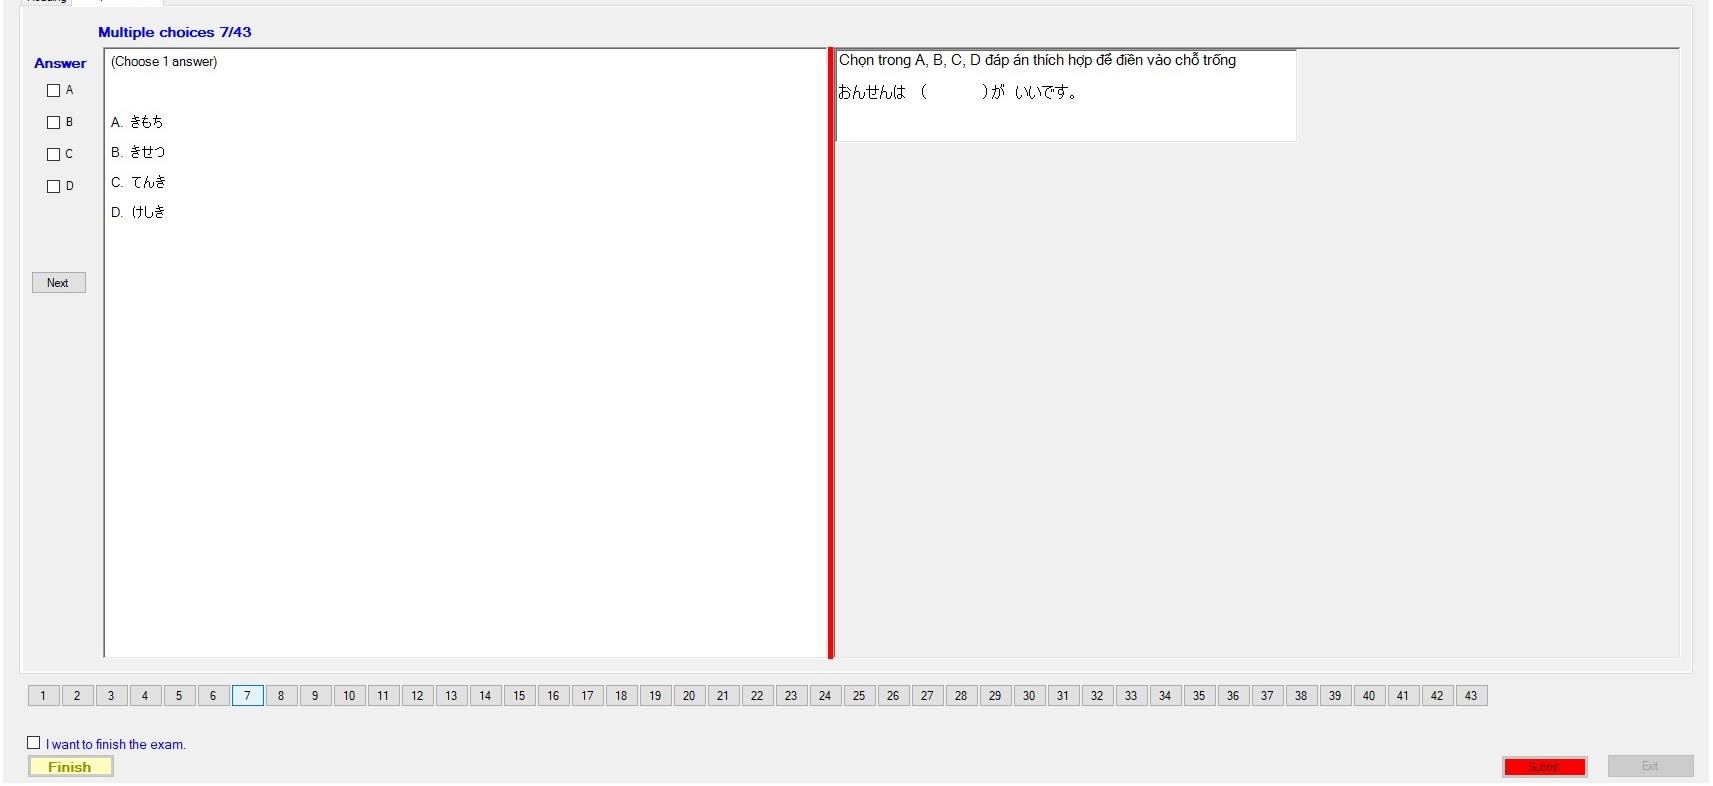 Multiple choices 7/43
Answer
A
B
C
D
Next
(Choose 1 answer)
A. きもち
B. きせつ
C. てんき
D. けしき
Chọn trong A, B, C, D đáp án thích hợp để điền vào chỗ trống
おんせんは （　　　）が いいです。
1 2 3 4 5 6 7 8 9 10 11 12 13 14 15 16 17 18 19 20 21 22 23 24 25 26 27 28 29 30 31 32 33 34 35 36 37 38 39 40 41 42 43
I want to finish the exam.
Finish
Submit
Exit